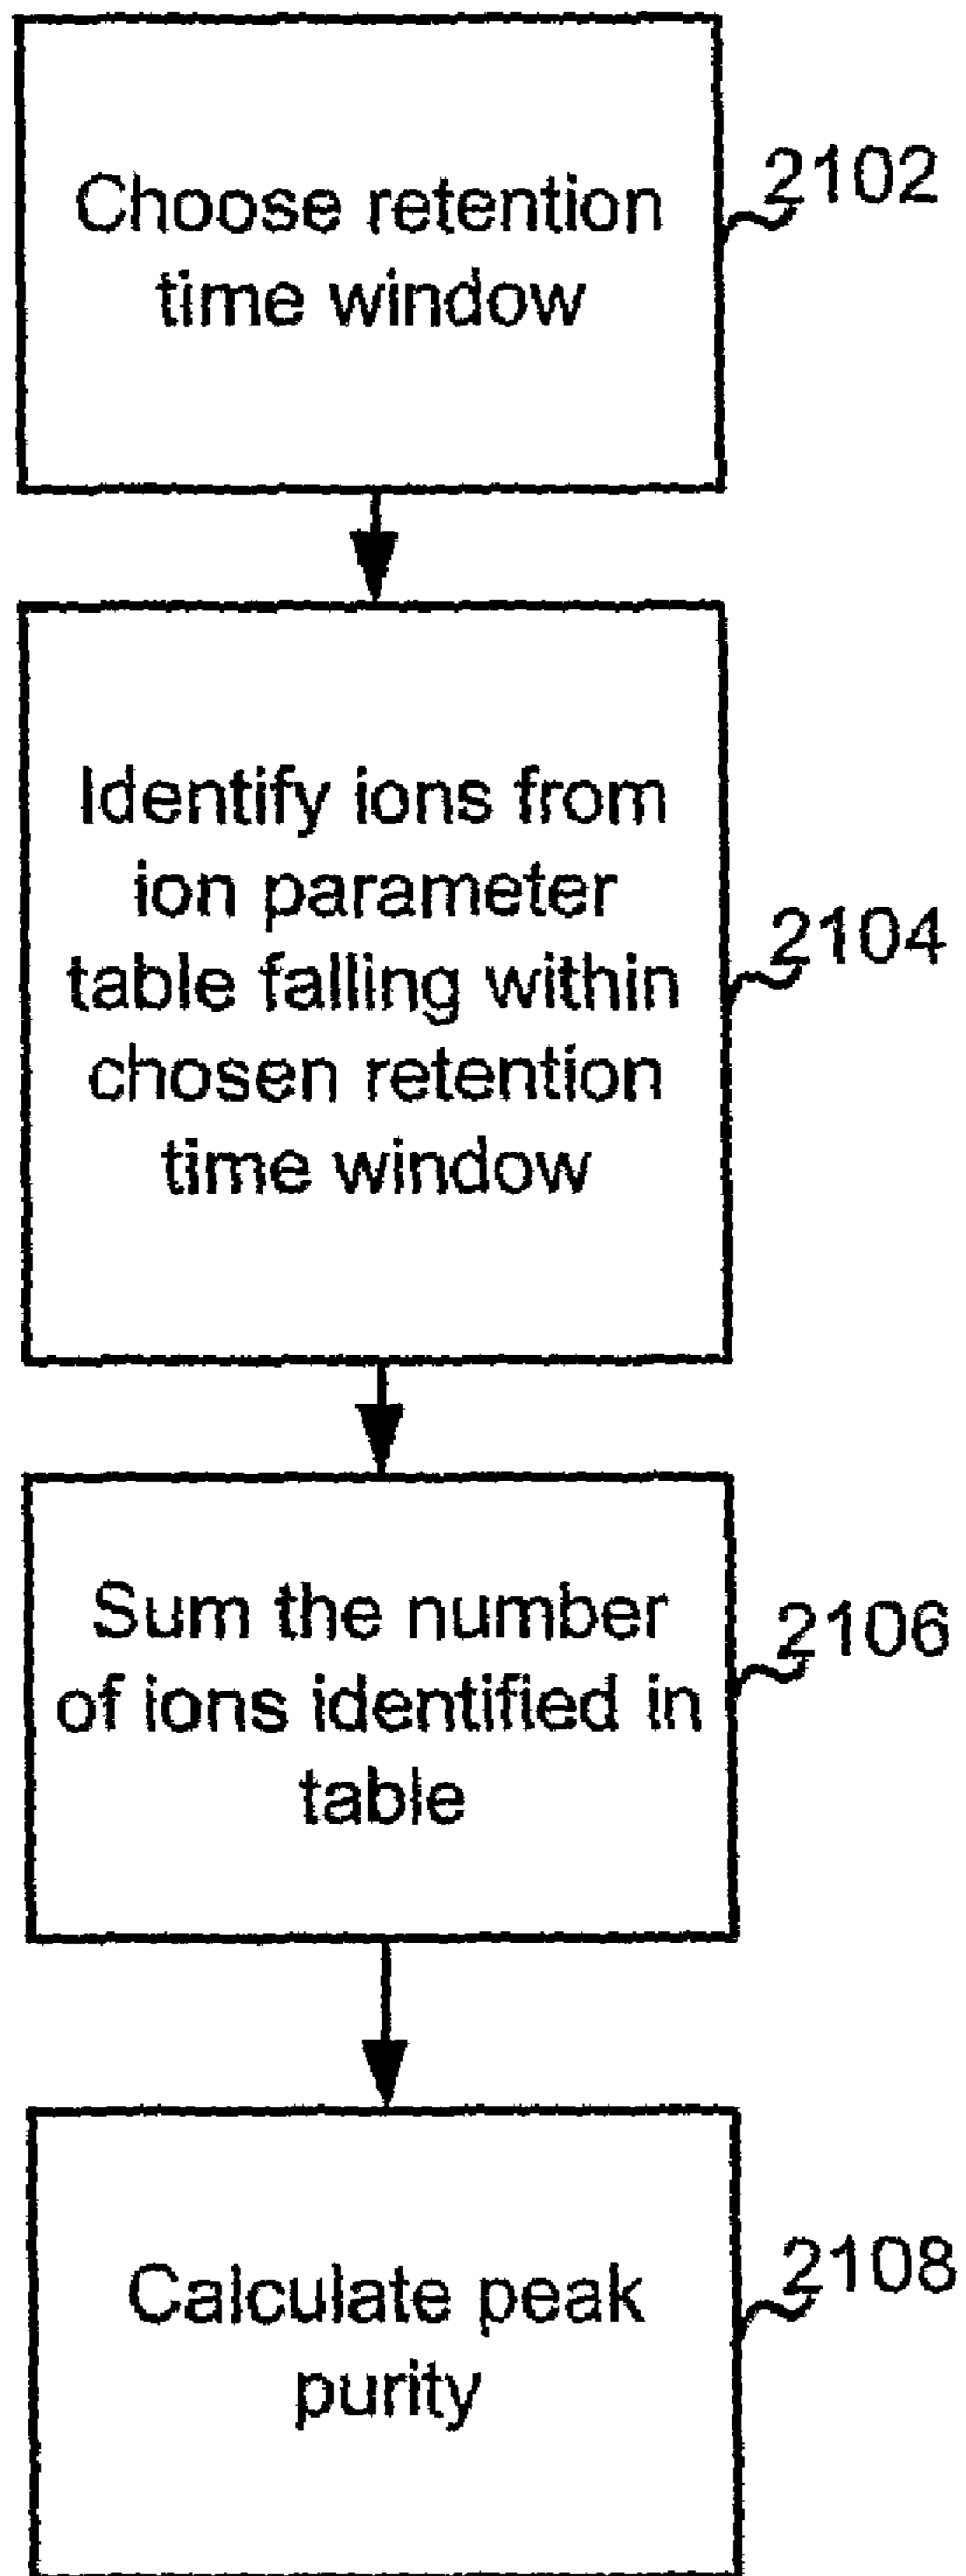 Choose retention
time window
2102
Identify ions from
ion parameter
table falling within
chosen retention
time window
2104
Sum the number
of ions identified in
table
2106
Calculate peak
purity
2108